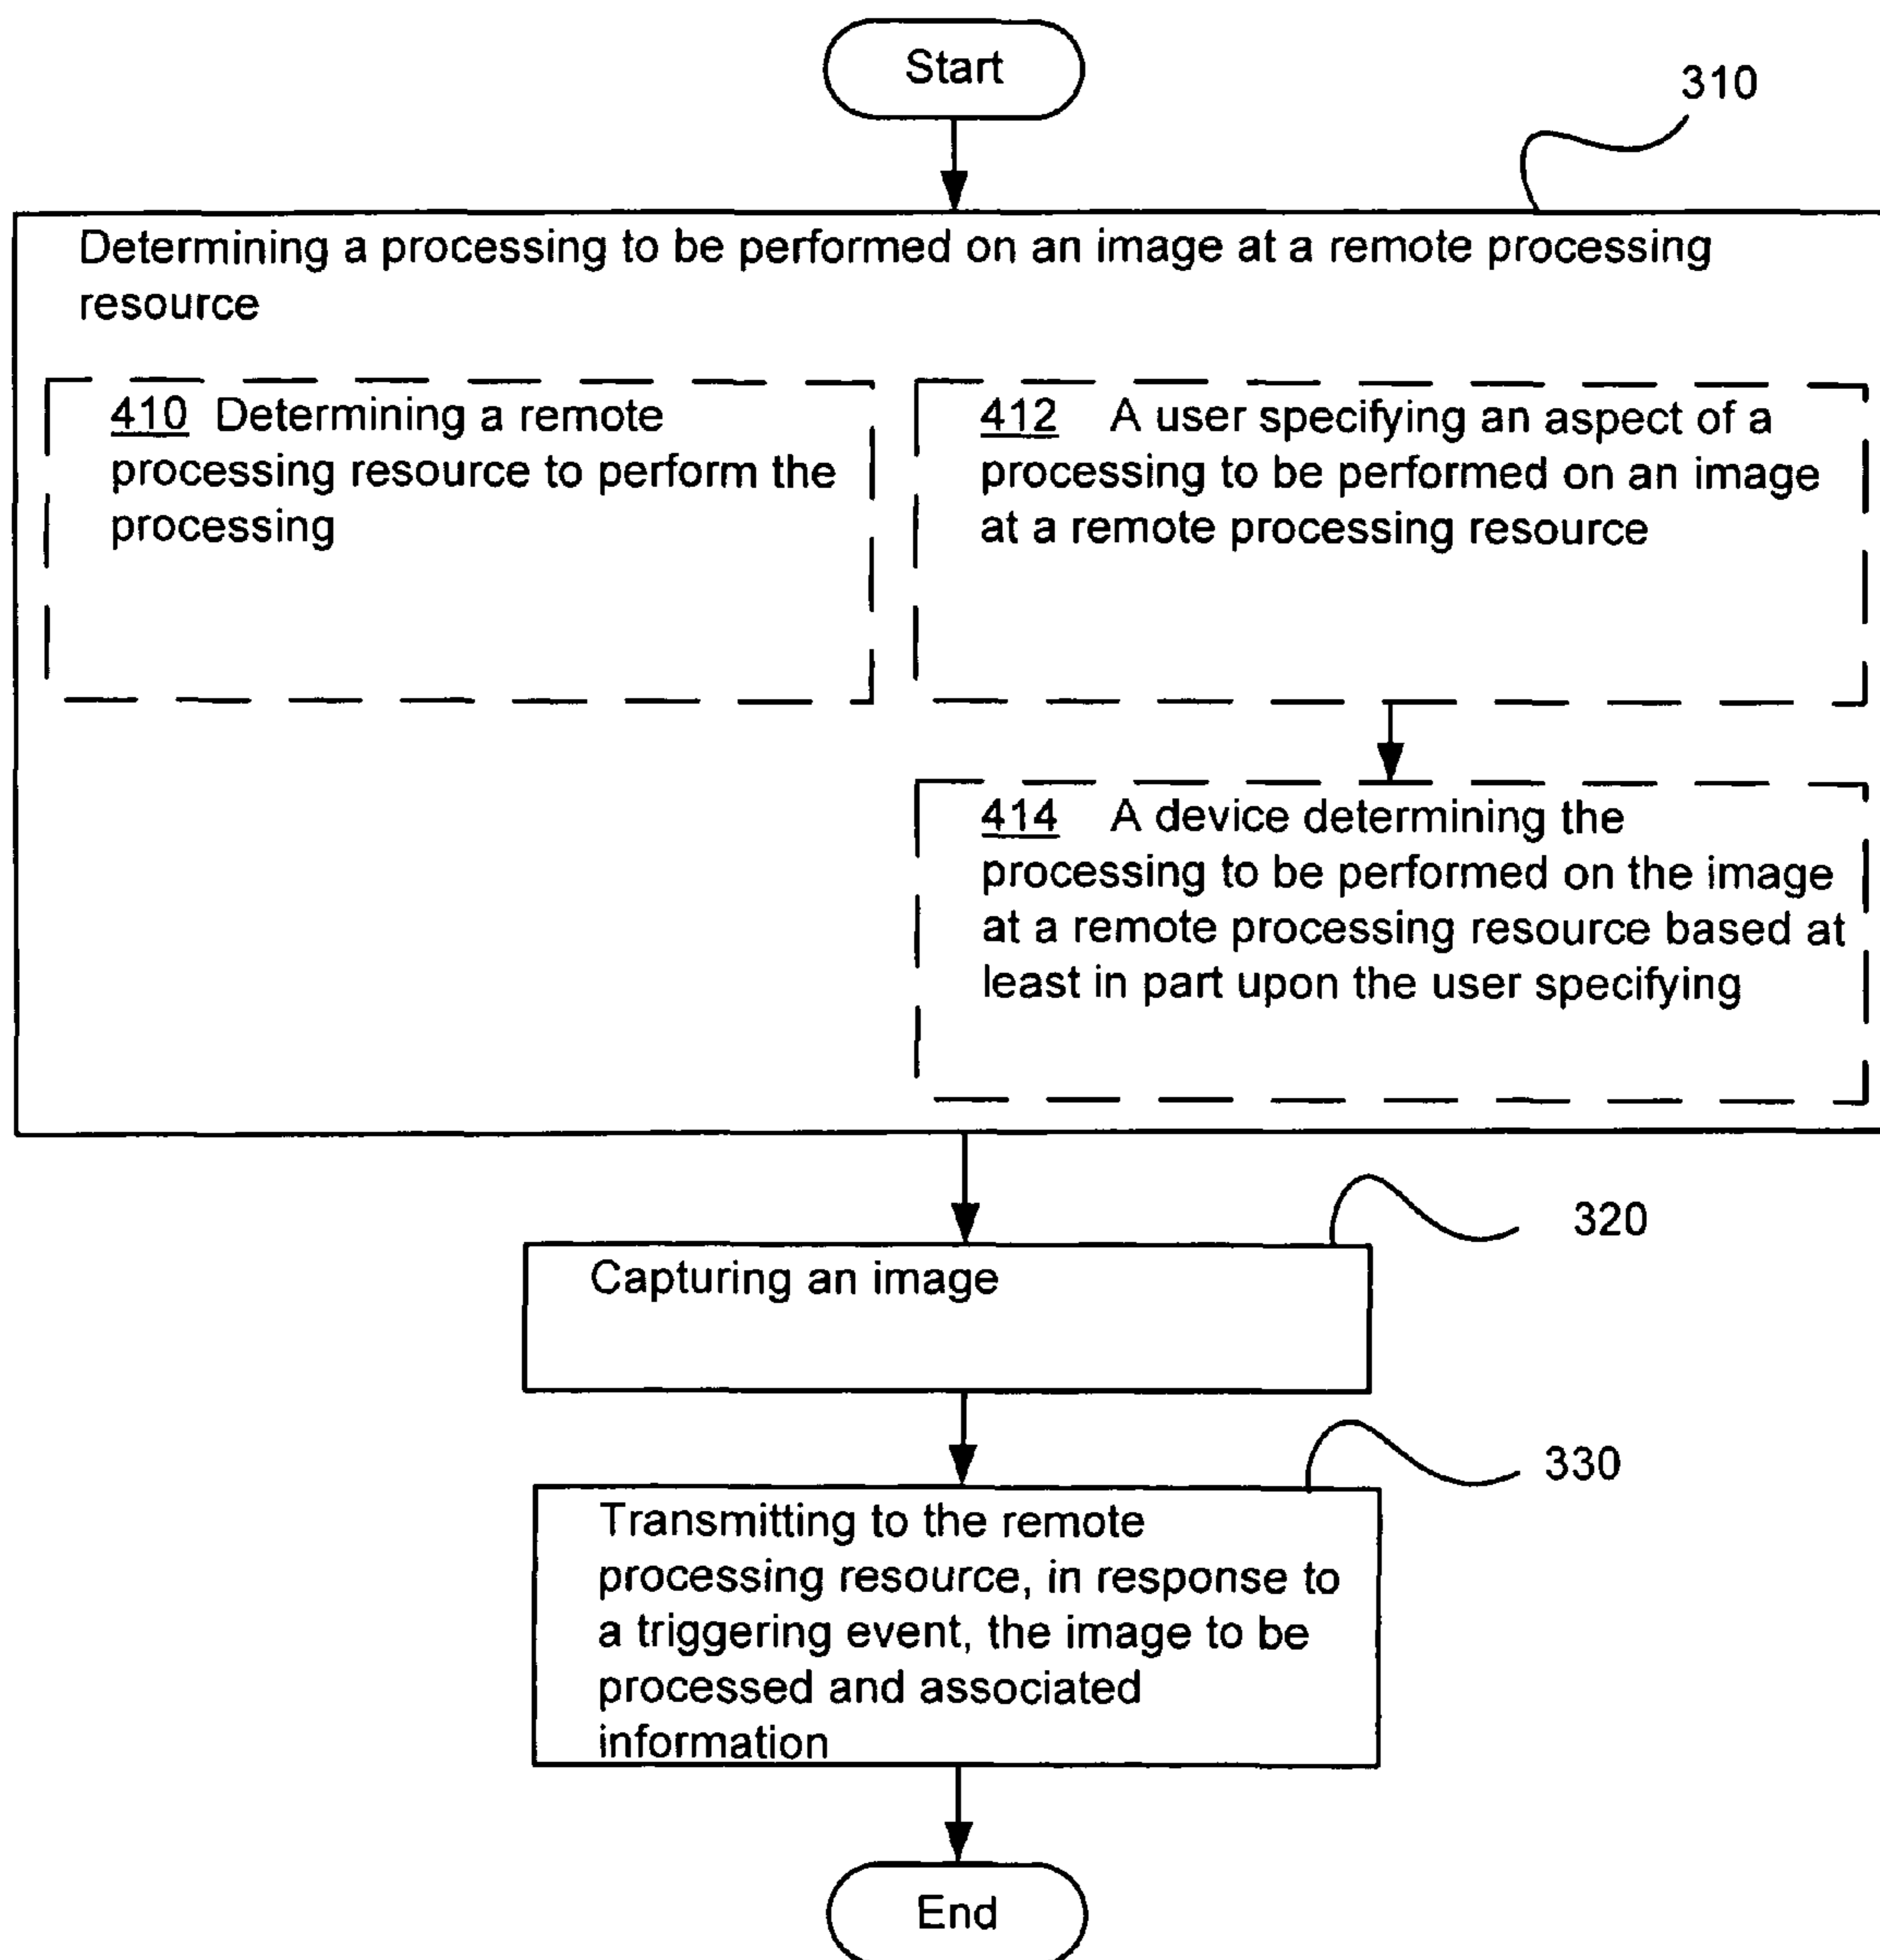 Start
310
Determining a processing to be performed on an image at a remote processing
resource
410 Determining a remote
processing resource to perform the
processing
412 A user specifying an aspect of a
processing to be performed on an image
at a remote processing resource
414 A device determining the
processing to be performed on the image
at a remote processing resource based at
least in part upon the user specifying
320
Capturing an image
330
Transmitting to the remote
processing resource, in response to
a triggering event, the image to be
processed and associated
information
End